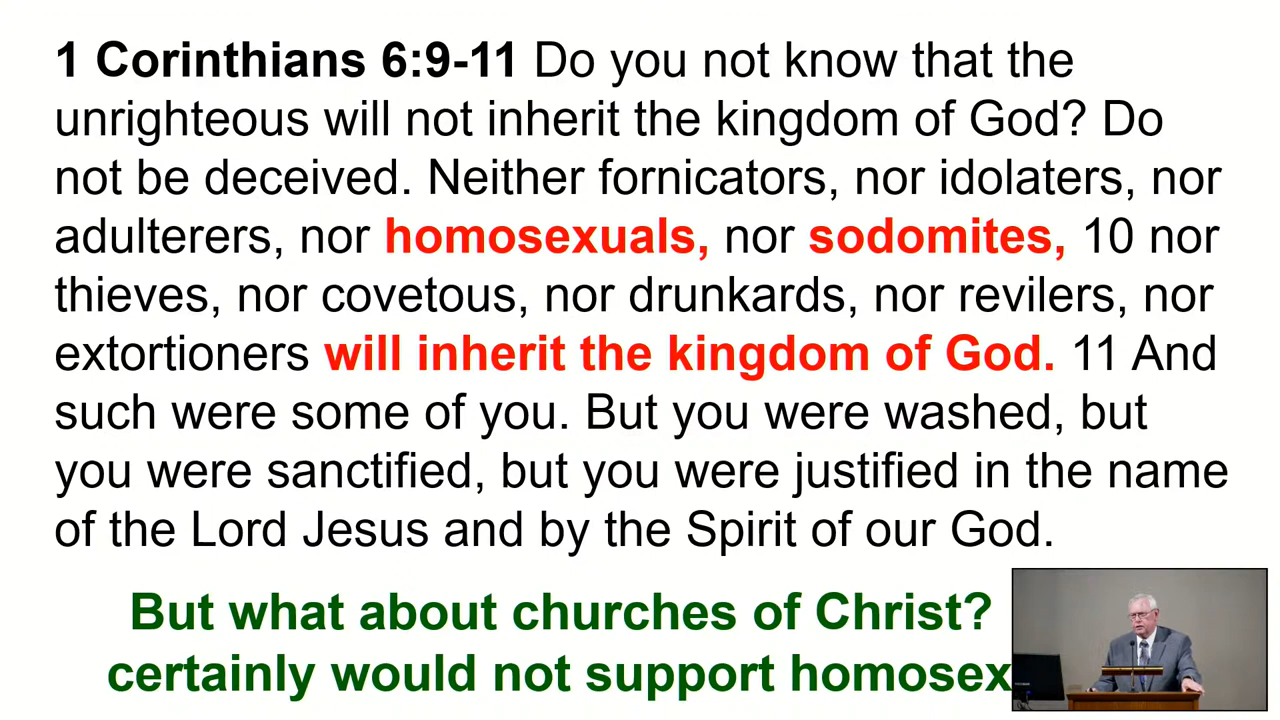 1 Corinthians 6:9-11 Do you not know that the
unrighteous will not inherit the kingdom of God? Do
not be deceived. Neither fornicators, nor idolaters, nor
adulterers, nor homosexuals, nor sodomites, 10 nor
thieves, nor covetous, nor drunkards, nor revilers, nor
extortioners will inherit the kingdom of God. 11 And
such were some of you. But you were washed, but
you were sanctified, but you were justified in the name
of the Lord Jesus and by the Spirit of our God.
But what about churches of Christ?
certainly would not support homosex